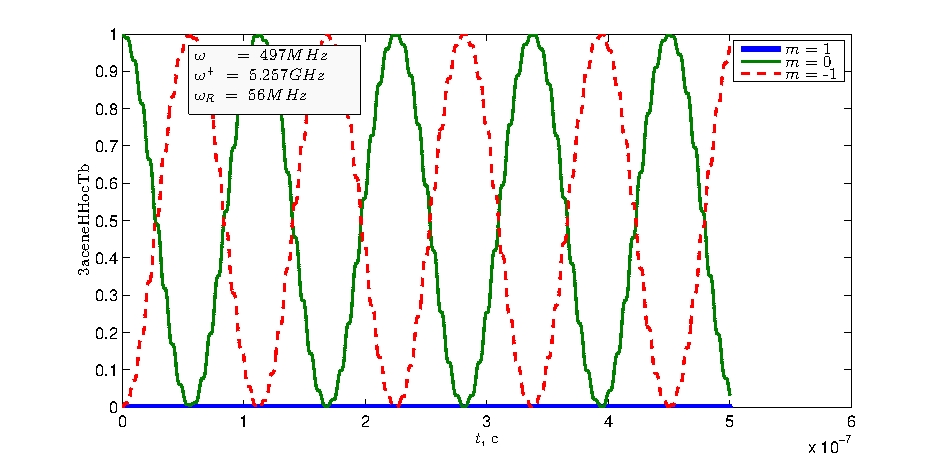 ω = 497MHz
ω⁺ = 5.257GHz
ω_R = 56MHz
m = 1
m = 0
m = -1
1
0.9
0.8
0.7
0.6
0.5
0.4
0.3
0.2
0.1
0
3aceneHHocTb
0 1 2 3 4 5 6
t, c
x 10⁻⁷